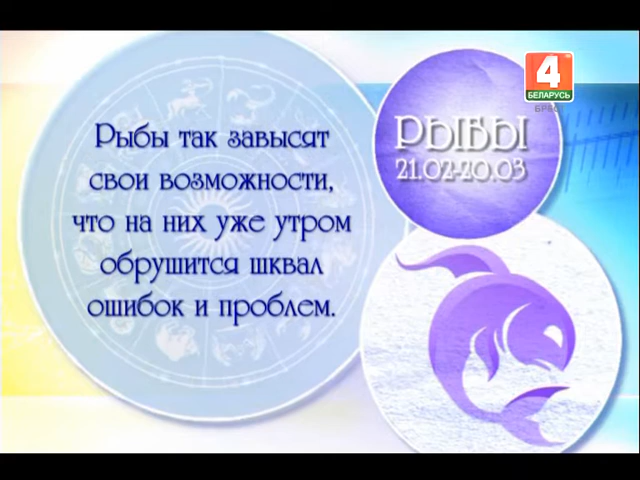 Рыбы так завысят
свои возможности,
что на них уже утром
обрушится шквал
ошибок и проблем.
РЫБЫ
21.02-20.03
4
БЕЛАРУСЬ